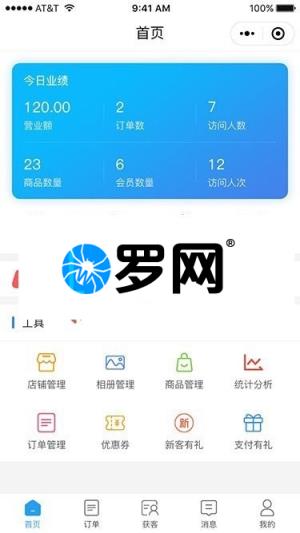 AT&T 9:41 AM 100%
首页
今日业绩
120.00 2 7
营业额 订单数 访问人数
23 6 12
商品数量 会员数量 访问人次
罗网®
工具
店铺管理 相册管理 商品管理 统计分析
新
订单管理 优惠券 新客有礼 支付有礼
首页 订单 获客 消息 我的